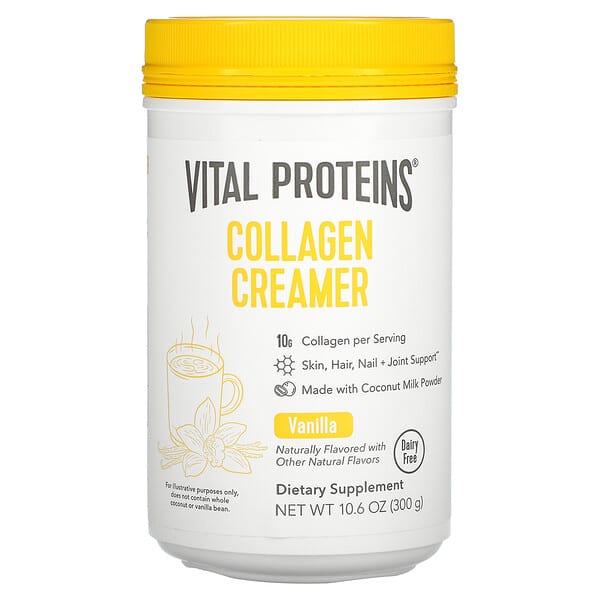 VITAL PROTEINS®
COLLAGEN
CREAMER
10G Collagen per Serving
Skin, Hair, Nail + Joint Support**
Made with Coconut Milk Powder
Vanilla
Naturally Flavored with
Other Natural Flavors
Dairy
Free
For illustrative purposes only,
does not contain whole
coconut or vanilla bean.
Dietary Supplement
NET WT 10.6 OZ (300 g)